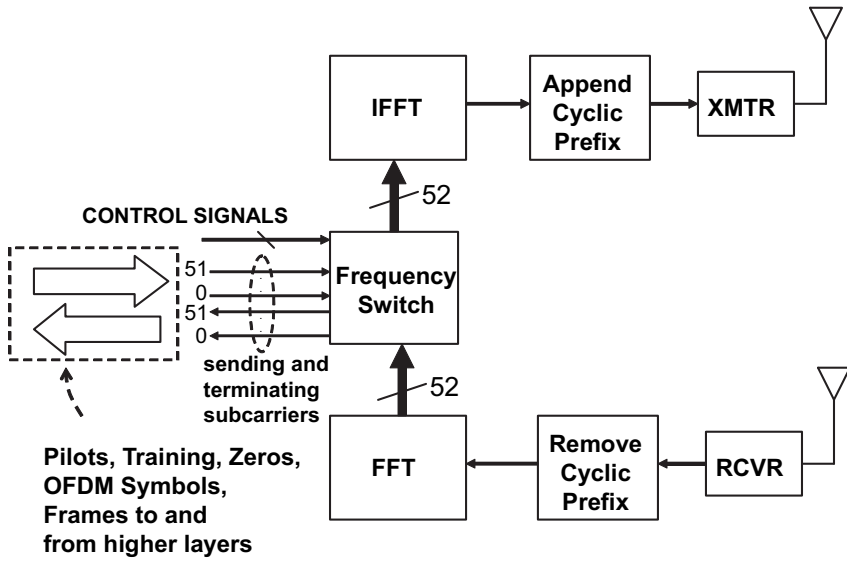 IFFT
Append
Cyclic
Prefix
XMTR
52
CONTROL SIGNALS
51
0
51
0
Frequency
Switch
sending and
terminating
subcarriers
52
FFT
Remove
Cyclic
Prefix
RCVR
Pilots, Training, Zeros,
OFDM Symbols,
Frames to and
from higher layers